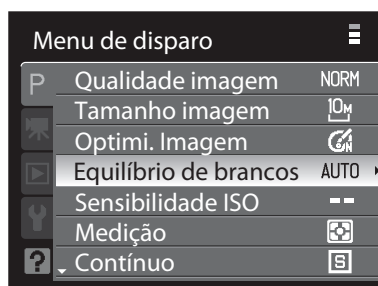 Menu de disparo
P
Qualidade imagem NORM
Tamanho imagem 10M
Optimi. Imagem N
Equilíbrio de brancos AUTO
Sensibilidade ISO --
Medição
Contínuo S
?